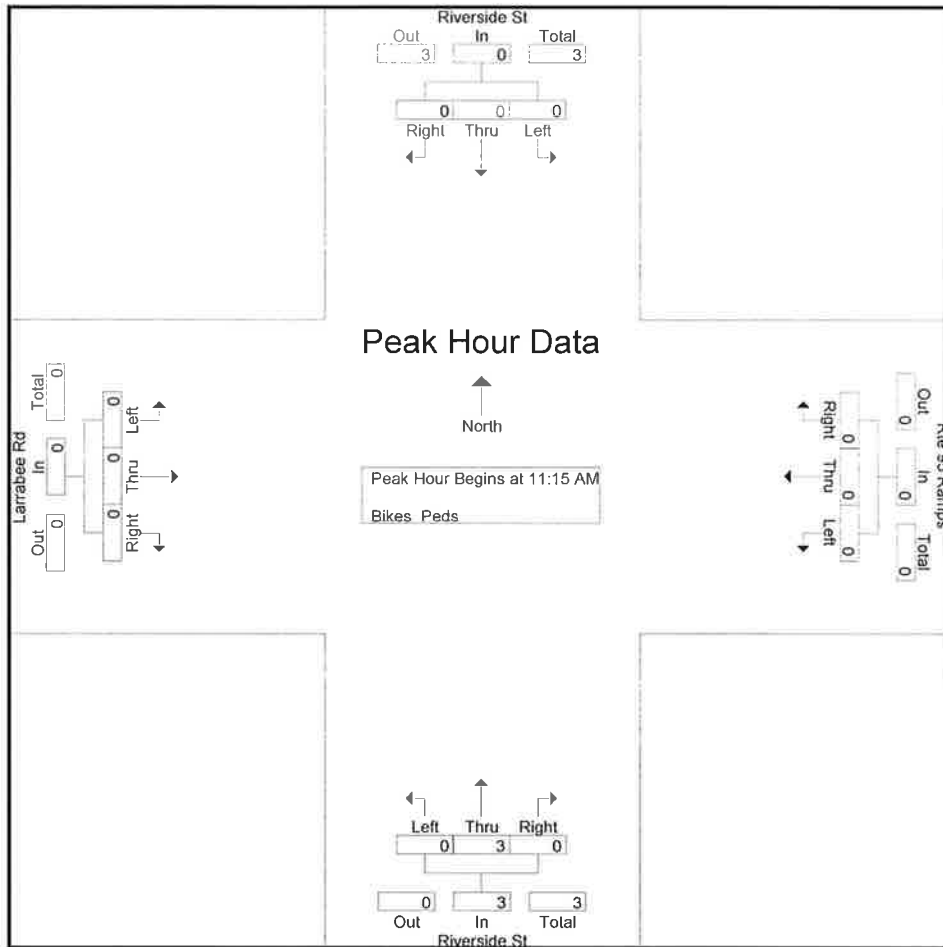 Riverside St
Out In Total
3 0 3
0 0 0
Right Thru Left
Peak Hour Data
North
Peak Hour Begins at 11:15 AM
Bikes Peds
Larrabee Rd
Total In Out
0 0 0
0 0 0
Left Thru Right
Right Thru Left
0 0 0
Out In Total
0 0 0
Ramps
Left Thru Right
0 3 0
0 3 3
Out In Total
Riverside St